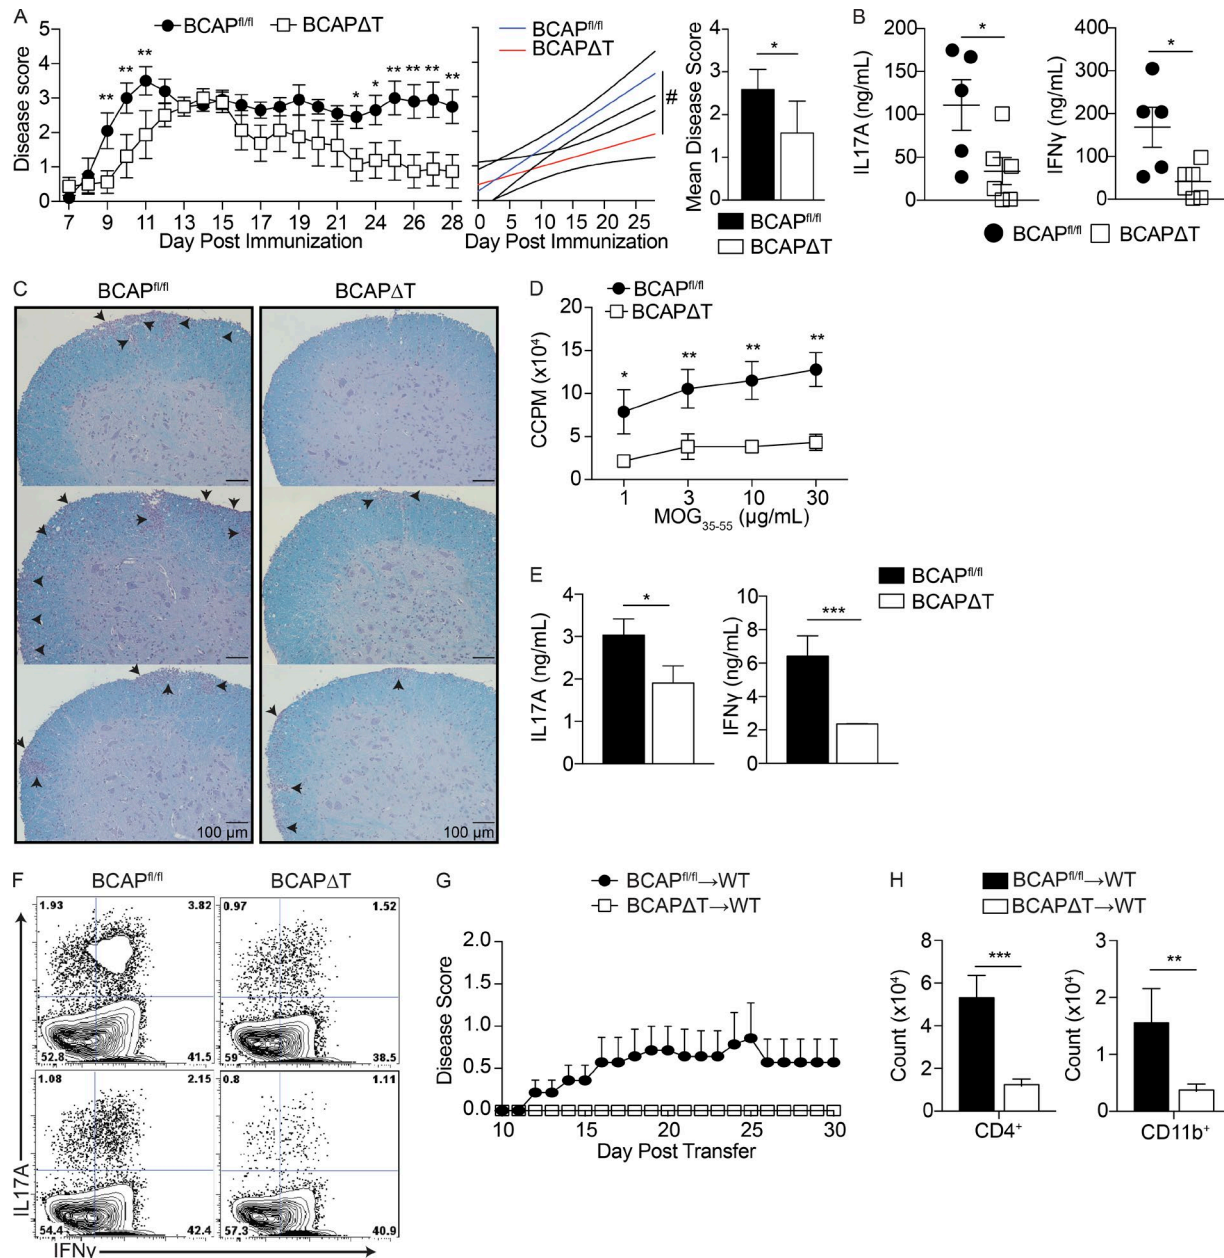 A
BCAPfl/fl
BCAPΔT
Disease score
5
4
3
2
1
0
** ** ** * * ** ** ** **
7 9 11 13 15 17 19 21 24 26 28
Day Post Immunization
BCAPfl/fl
BCAPΔT
#
0 5 10 15 20 25
Day Post Immunization
Mean Disease Score
4
3
2
1
0
*
BCAPfl/fl
BCAPΔT
B
IL17A (ng/mL)
200
150
100
50
0
*
IFNγ (ng/mL)
400
300
200
100
0
*
BCAPfl/fl
BCAPΔT
C
BCAPfl/fl
BCAPΔT
100 µm
100 µm
D
BCAPfl/fl
BCAPΔT
CCPM (x10⁴)
20
15
10
5
0
* ** ** **
1 3 10 30
MOG35-55 (µg/mL)
E
BCAPfl/fl
BCAPΔT
IL17A (ng/mL)
4
3
2
1
0
*
IFNγ (ng/mL)
10
8
6
4
2
0
***
F
BCAPfl/fl
BCAPΔT
1.93 3.82
52.8 41.5
0.97 1.52
59 38.5
1.08 2.15
54.4 42.4
0.8 1.11
57.3 40.9
IL17A
IFNγ
G
BCAPfl/fl→WT
BCAPΔT→WT
Disease Score
2.0
1.5
1.0
0.5
0.0
10 15 20 25 30
Day Post Transfer
H
BCAPfl/fl→WT
BCAPΔT→WT
Count (x10⁴)
8
6
4
2
0
***
CD4⁺
Count (x10⁴)
3
2
1
0
**
CD11b⁺